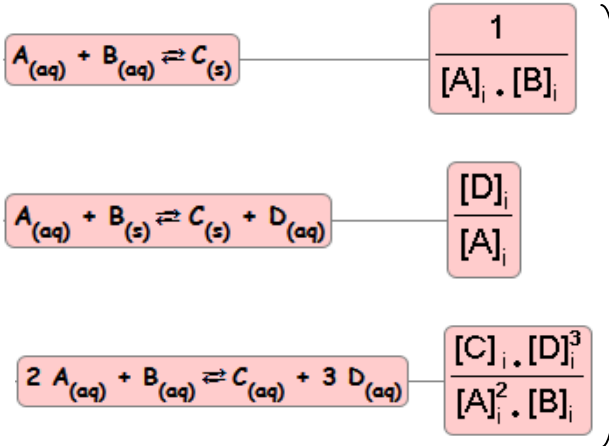 A(aq) + B(aq) ⇌ C(s)
1
[A]i . [B]i
A(aq) + B(s) ⇌ C(s) + D(aq)
[D]i
[A]i
2 A(aq) + B(aq) ⇌ C(aq) + 3 D(aq)
[C]i . [D]i^3
[A]i^2 . [B]i